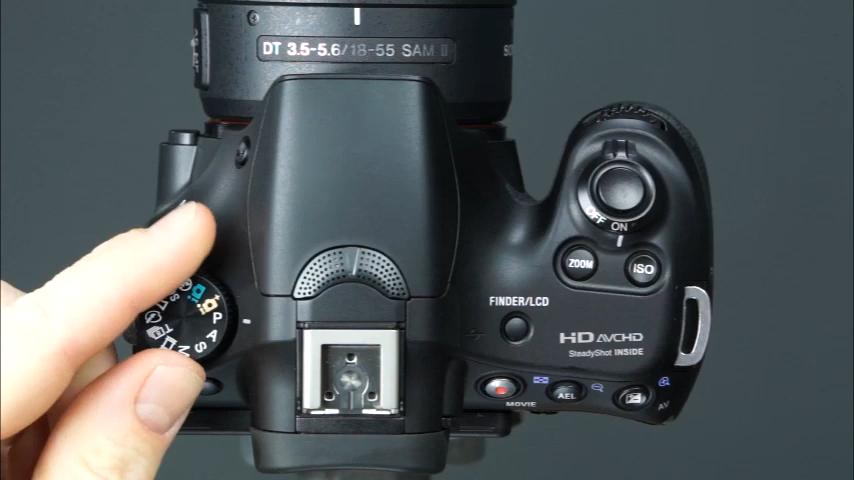 DT 3.5-5.6/18-55 SAM II
OFF
ON
ZOOM
ISO
FINDER/LCD
P
A
S
M
HD AVCHD
SteadyShot INSIDE
MOVIE
AEL
AV